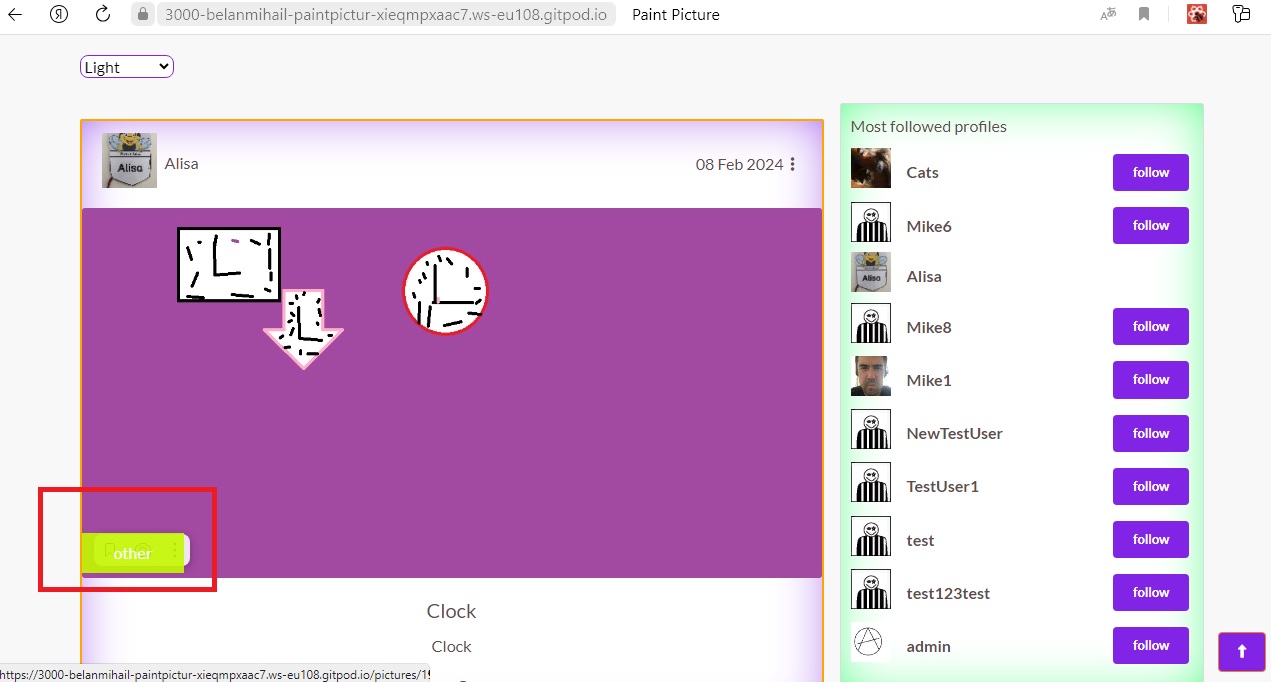 3000-belanmihail-paintpictur-xieqmpxaac7.ws-eu108.gitpod.io Paint Picture
Light
Alisa
Alisa
08 Feb 2024
other
Clock
Clock
Most followed profiles
Cats follow
Mike6 follow
Alisa
Alisa
Mike8 follow
Mike1 follow
NewTestUser follow
TestUser1 follow
test follow
test123test follow
admin follow
https://3000-belanmihail-paintpictur-xieqmpxaac7.ws-eu108.gitpod.io/pictures/1